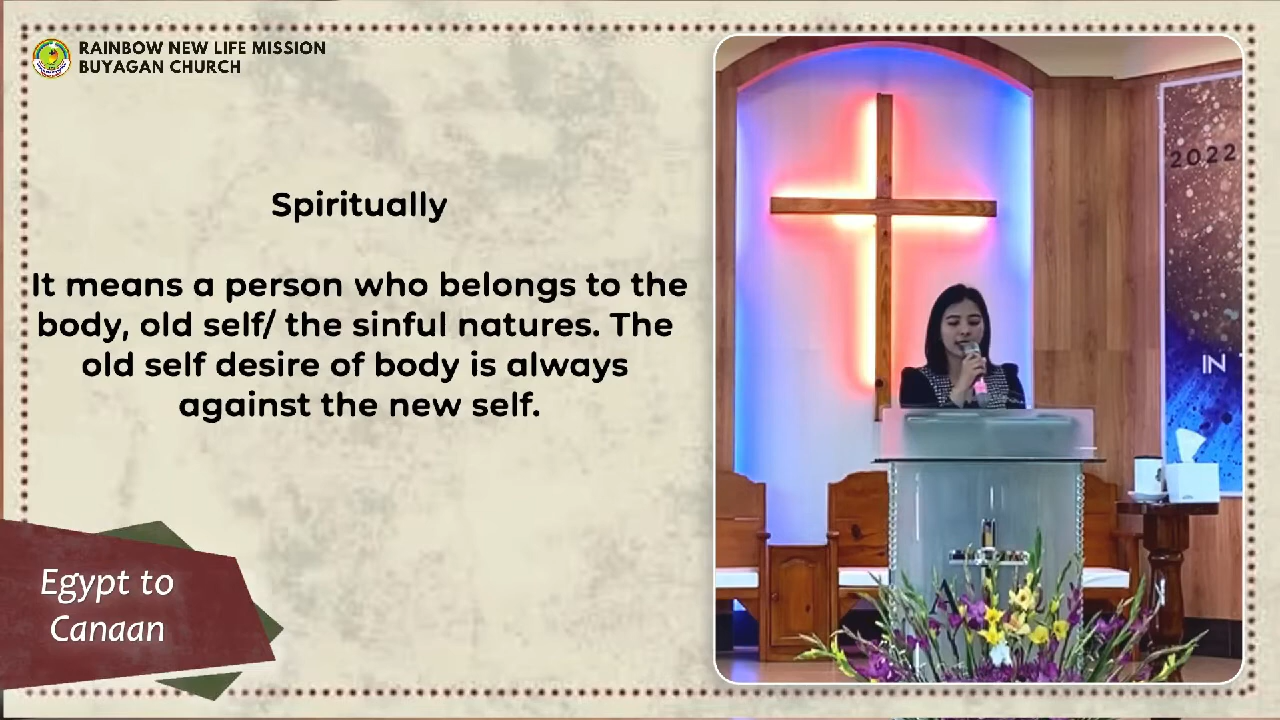 RAINBOW NEW LIFE MISSION
BUYAGAN CHURCH
Spiritually
It means a person who belongs to the
body, old self/ the sinful natures. The
old self desire of body is always
against the new self.
Egypt to
Canaan
2022
IN